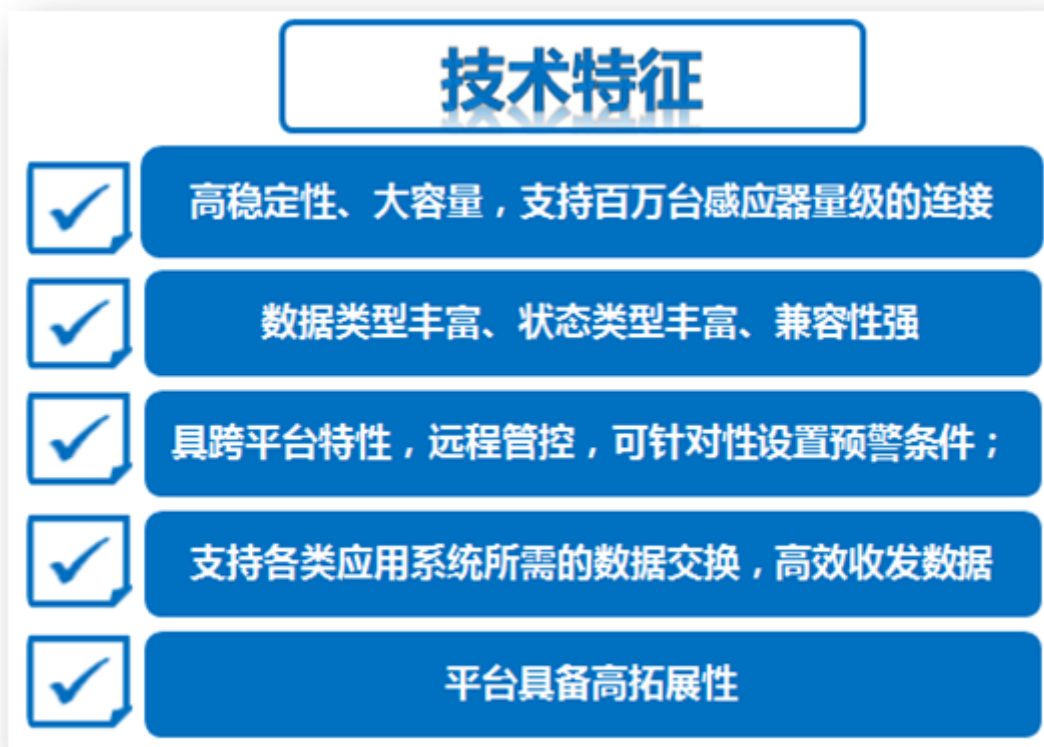 技术特征
高稳定性、大容量，支持百万台感应器量级的连接
数据类型丰富、状态类型丰富、兼容性强
具跨平台特性，远程管控，可针对性设置预警条件；
支持各类应用系统所需的数据交换，高效收发数据
平台具备高拓展性